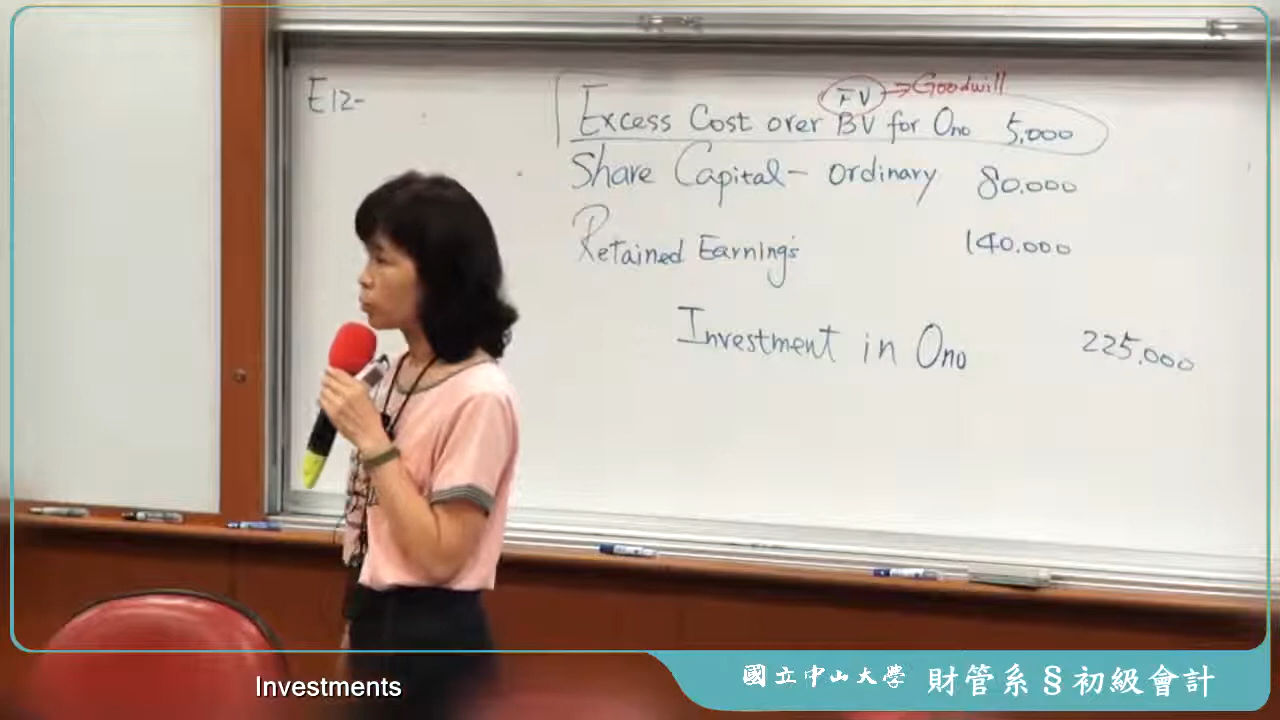 E12-
FV → Goodwill
Excess Cost over BV for Ono 5,000
Share Capital - ordinary 80.000
Retained Earnings 140.000
Investment in Ono 225,000
Investments
國立中山大學 財管系§初級會計